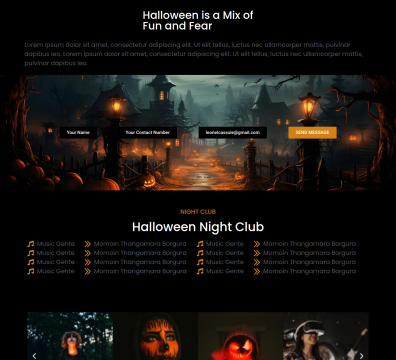 Halloween is a Mix of
Fun and Fear
Lorem ipsum dolor sit amet, consectetur adipiscing elit. Ut elit tellus, luctus nec ullamcorper mattis, pulvinar
dapibus leo. Lorem ipsum dolor sit amet, consectetur adipiscing elit. Ut elit tellus, luctus nec ullamcorper mattis,
pulvinar dapibus leo.
Your Name Your Contact Number leonelcassule@gmail.com SEND MESSAGE
NIGHT CLUB
Halloween Night Club
Music Gente Momoin Thangamara Borgura Music Gente Momoin Thangamara Borgura
Music Gente Momoin Thangamara Borgura Music Gente Momoin Thangamara Borgura
Music Gente Momoin Thangamara Borgura Music Gente Momoin Thangamara Borgura
Music Gente Momoin Thangamara Borgura Music Gente Momoin Thangamara Borgura